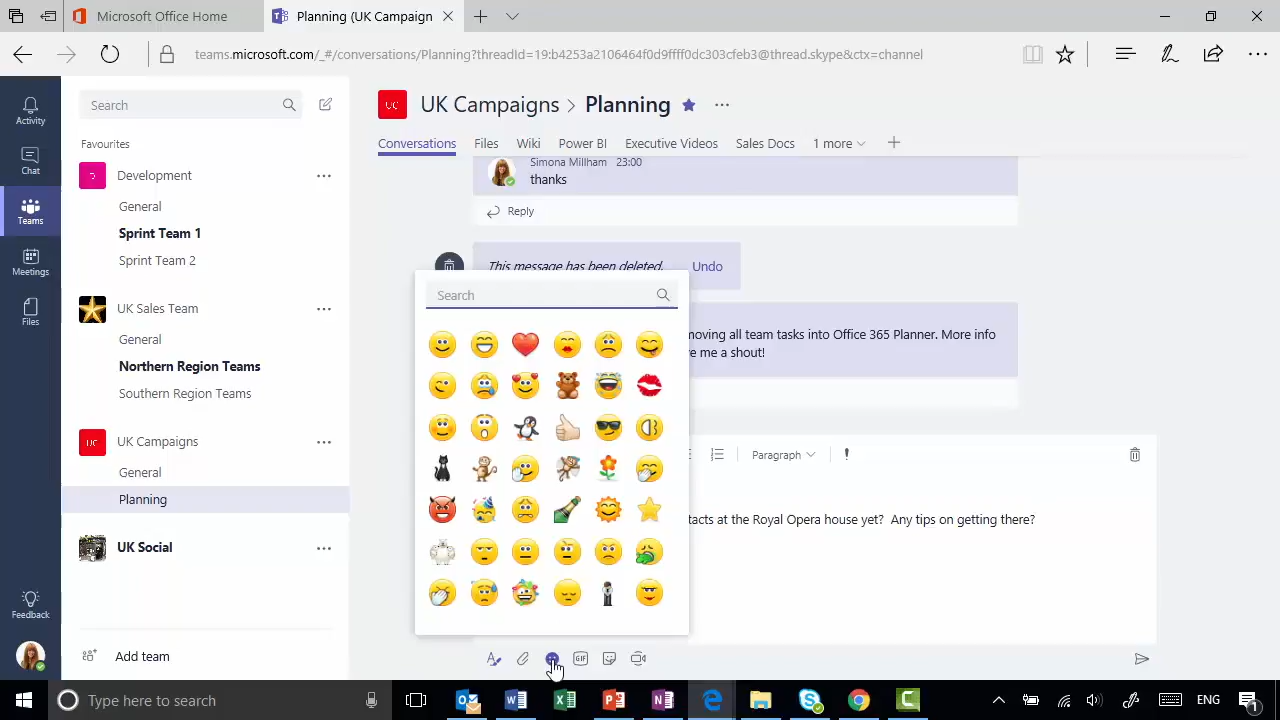 Microsoft Office Home
Planning (UK Campaign
teams.microsoft.com/_#/conversations/Planning?threadId=19:b4253a2106464f0d9ffff0dc303cfeb3@thread.skype&ctx=channel
Activity
Chat
Teams
Meetings
Files
Feedback
Search
Favourites
D
Development
General
Sprint Team 1
Sprint Team 2
UK Sales Team
General
Northern Region Teams
Southern Region Teams
UC
UK Campaigns
General
Planning
UK Social
Add team
UC
UK Campaigns > Planning
Conversations Files Wiki Power BI Executive Videos Sales Docs 1 more
Simona Millham 23:00
thanks
Reply
This message has been deleted. Undo
Search
moving all team tasks into Office 365 Planner. More info
e me a shout!
Paragraph
tacts at the Royal Opera house yet? Any tips on getting there?
GIF
Type here to search
ENG
1